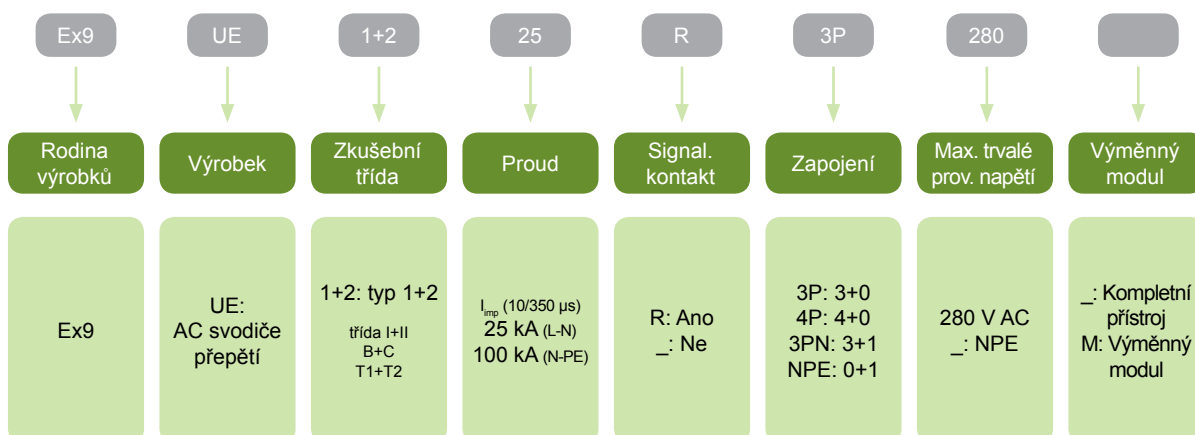 Ex9
UE
1+2
25
R
3P
280
Rodina
výrobků
Výrobek
Zkušební
třída
Proud
Signal.
kontakt
Zapojení
Max. trvalé
prov. napětí
Výměnný
modul
Ex9
UE:
AC svodiče
přepětí
1+2: typ 1+2
třída I+II
B+C
T1+T2
Iimp (10/350 µs)
25 kA (L-N)
100 kA (N-PE)
R: Ano
_: Ne
3P: 3+0
4P: 4+0
3PN: 3+1
NPE: 0+1
280 V AC
_: NPE
_: Kompletní
přístroj
M: Výměnný
modul